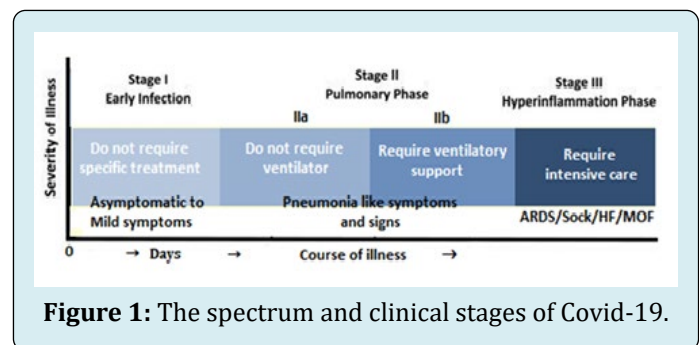 Severity of Illness
Stage I
Early Infection
Stage II
Pulmonary Phase
IIa
IIb
Stage III
Hyperinflammation Phase
Do not require
specific treatment
Do not require
ventilator
Require ventilatory
support
Require
intensive care
Asymptomatic to
Mild symptoms
Pneumonia like symptoms
and signs
ARDS/Sock/HF/MOF
0 → Days → Course of illness →
Figure 1: The spectrum and clinical stages of Covid-19.